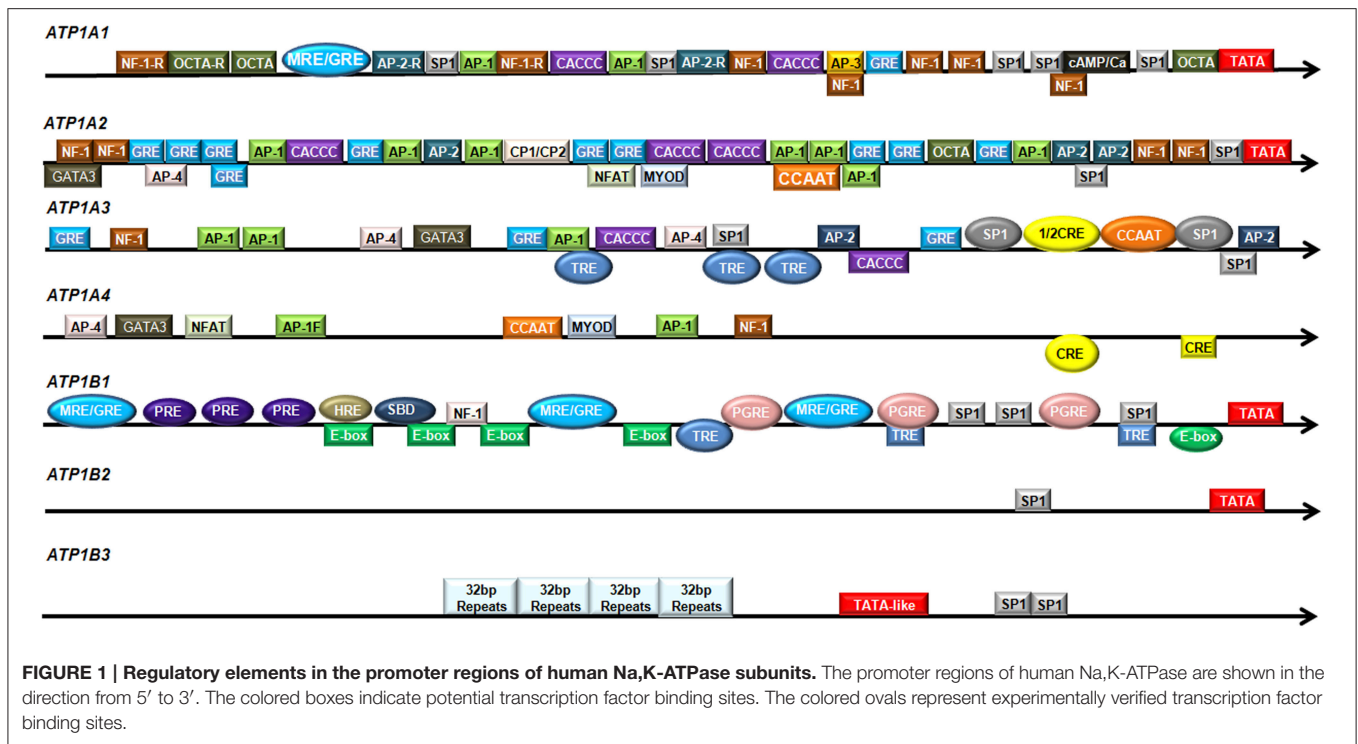 ATP1A1
NF-1-R OCTA-R OCTA MRE/GRE AP-2-R SP1 AP-1 NF-1-R CACCC AP-1 SP1 AP-2-R NF-1 CACCC AP-3 GRE NF-1 NF-1 SP1 SP1 cAMP/Ca SP1 OCTA TATA
NF-1 NF-1
ATP1A2
NF-1 NF-1 GRE GRE GRE AP-1 CACCC GRE AP-1 AP-2 AP-1 CP1/CP2 GRE GRE CACCC CACCC AP-1 AP-1 GRE GRE OCTA GRE AP-1 AP-2 AP-2 NF-1 NF-1 SP1 TATA
GATA3 AP-4 GRE NFAT MYOD CCAAT AP-1 SP1
ATP1A3
GRE NF-1 AP-1 AP-1 AP-4 GATA3 GRE AP-1 CACCC AP-4 SP1 AP-2 GRE SP1 1/2CRE CCAAT SP1 AP-2
TRE TRE TRE CACCC SP1
ATP1A4
AP-4 GATA3 NFAT AP-1F CCAAT MYOD AP-1 NF-1
CRE CRE
ATP1B1
MRE/GRE PRE PRE PRE HRE SBD NF-1 MRE/GRE PGRE MRE/GRE PGRE SP1 SP1 PGRE SP1 TATA
E-box E-box E-box E-box TRE TRE TRE E-box
ATP1B2
SP1 TATA
ATP1B3
32bp 32bp 32bp 32bp
Repeats Repeats Repeats Repeats TATA-like SP1 SP1
FIGURE 1 | Regulatory elements in the promoter regions of human Na,K-ATPase subunits. The promoter regions of human Na,K-ATPase are shown in the
direction from 5′ to 3′. The colored boxes indicate potential transcription factor binding sites. The colored ovals represent experimentally verified transcription factor
binding sites.